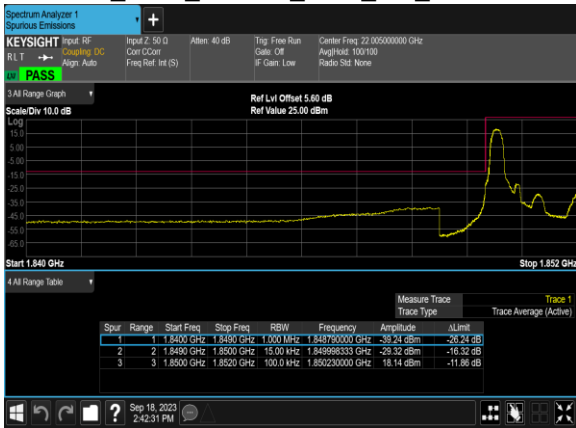 Spectrum Analyzer 1
Spurious Emissions
+
KEYSIGHT Input: RF Input Z: 50 Ω Atten: 40 dB Trig: Free Run Center Freq: 22.005000000 GHz
RLT Coupling: DC Corr CCorr Gate: Off Avg|Hold: 100/100
Align: Auto Freq Ref: Int (S) IF Gain: Low Radio Std: None
PASS
3 All Range Graph
Ref Lvl Offset 5.60 dB
Scale/Div 10.0 dB Ref Value 25.00 dBm
Log
15.0
5.00
-5.00
-15.0
-25.0
-35.0
-45.0
-55.0
-65.0
Start 1.840 GHz Stop 1.852 GHz
4 All Range Table
Measure Trace Trace 1
Trace Type Trace Average (Active)
Spur Range Start Freq Stop Freq RBW Frequency Amplitude ΔLimit
1 1 1.8400 GHz 1.8490 GHz 1.000 MHz 1.848790000 GHz -39.24 dBm -26.24 dB
2 2 1.8490 GHz 1.8500 GHz 15.00 kHz 1.849998333 GHz -29.32 dBm -16.32 dB
3 3 1.8500 GHz 1.8520 GHz 100.0 kHz 1.850230000 GHz 18.14 dBm -11.86 dB
? Sep 18, 2023
2:42:31 PM